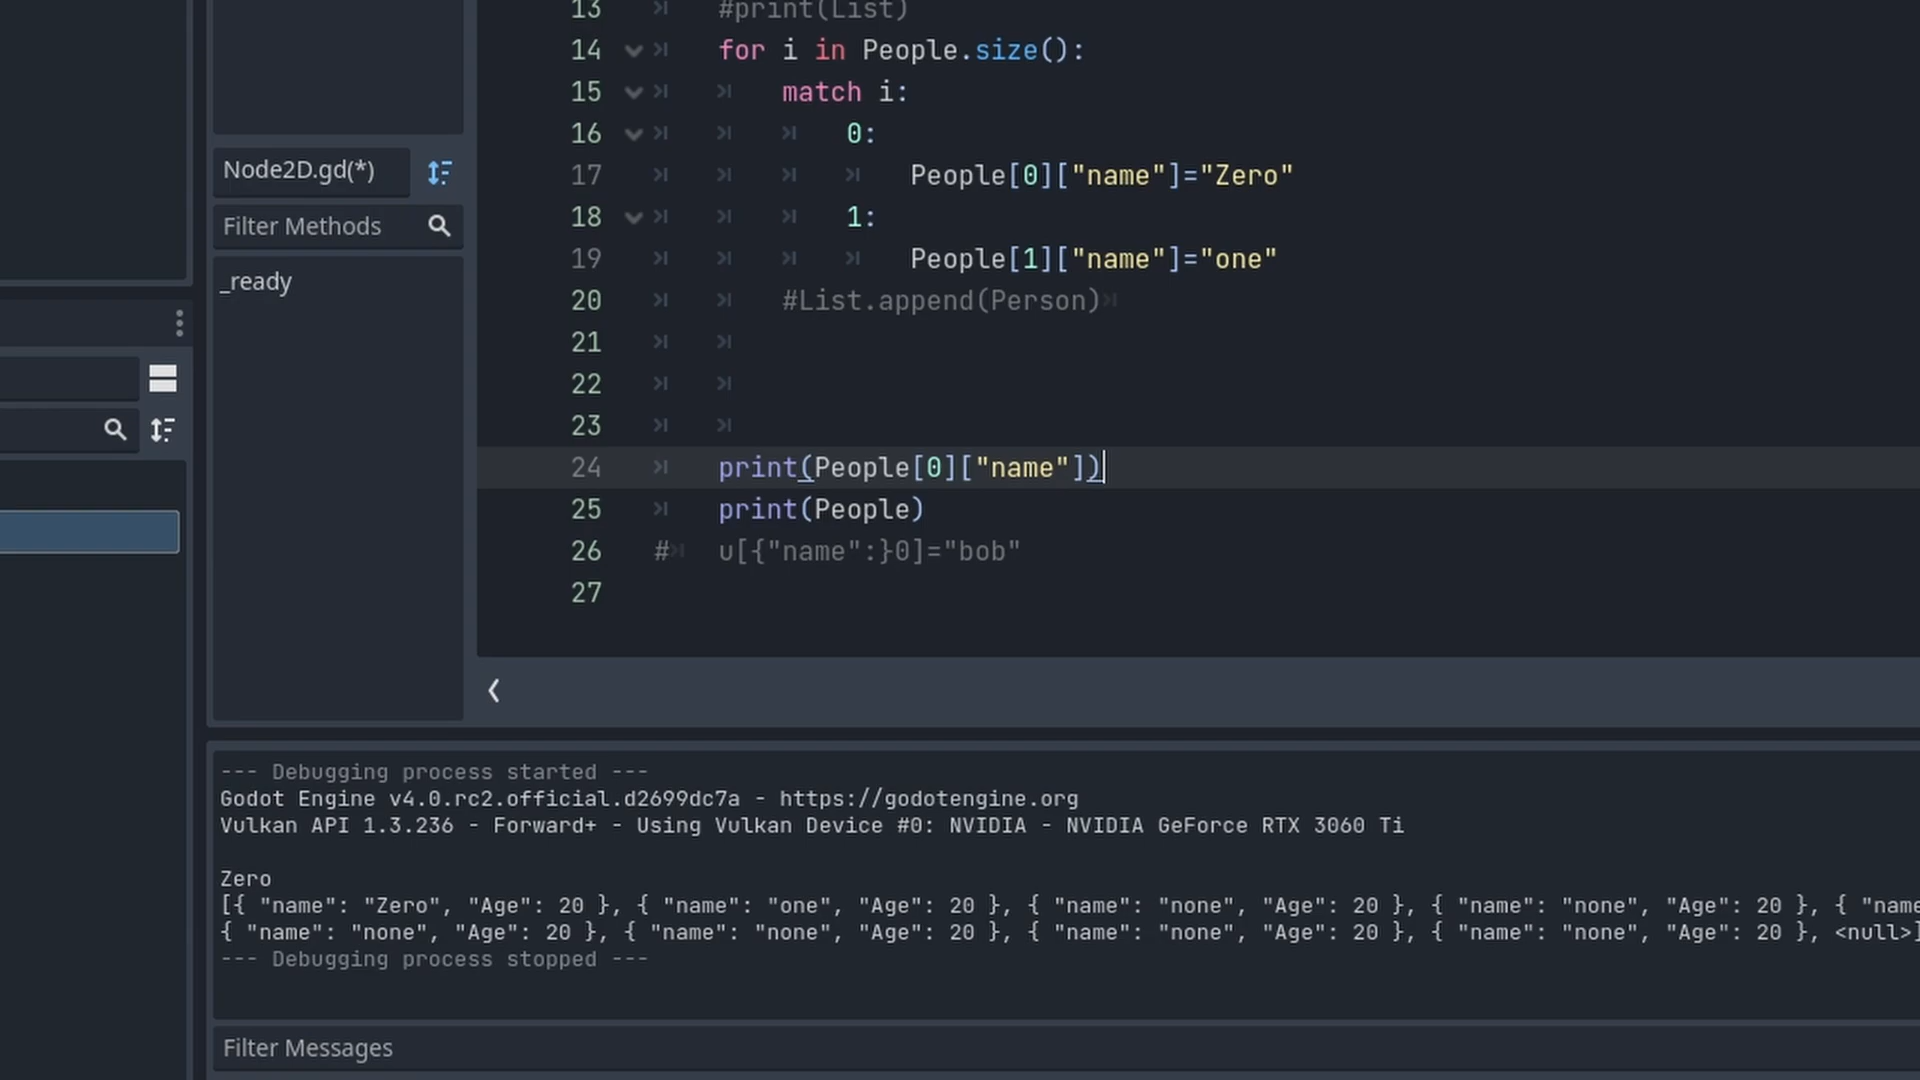 13 #print(List)
14 for i in People.size():
15 match i:
16 0:
17 People[0]["name"]="Zero"
18 1:
19 People[1]["name"]="one"
20 #List.append(Person)
21
22
23
24 print(People[0]["name"])
25 print(People)
26 # u[{"name":}0]="bob"
27
Node2D.gd(*)
Filter Methods
_ready
--- Debugging process started ---
Godot Engine v4.0.rc2.official.d2699dc7a - https://godotengine.org
Vulkan API 1.3.236 - Forward+ - Using Vulkan Device #0: NVIDIA - NVIDIA GeForce RTX 3060 Ti
Zero
[{ "name": "Zero", "Age": 20 }, { "name": "one", "Age": 20 }, { "name": "none", "Age": 20 }, { "name": "none", "Age": 20 }, { "name
{ "name": "none", "Age": 20 }, { "name": "none", "Age": 20 }, { "name": "none", "Age": 20 }, { "name": "none", "Age": 20 }, <null>]
--- Debugging process stopped ---
Filter Messages